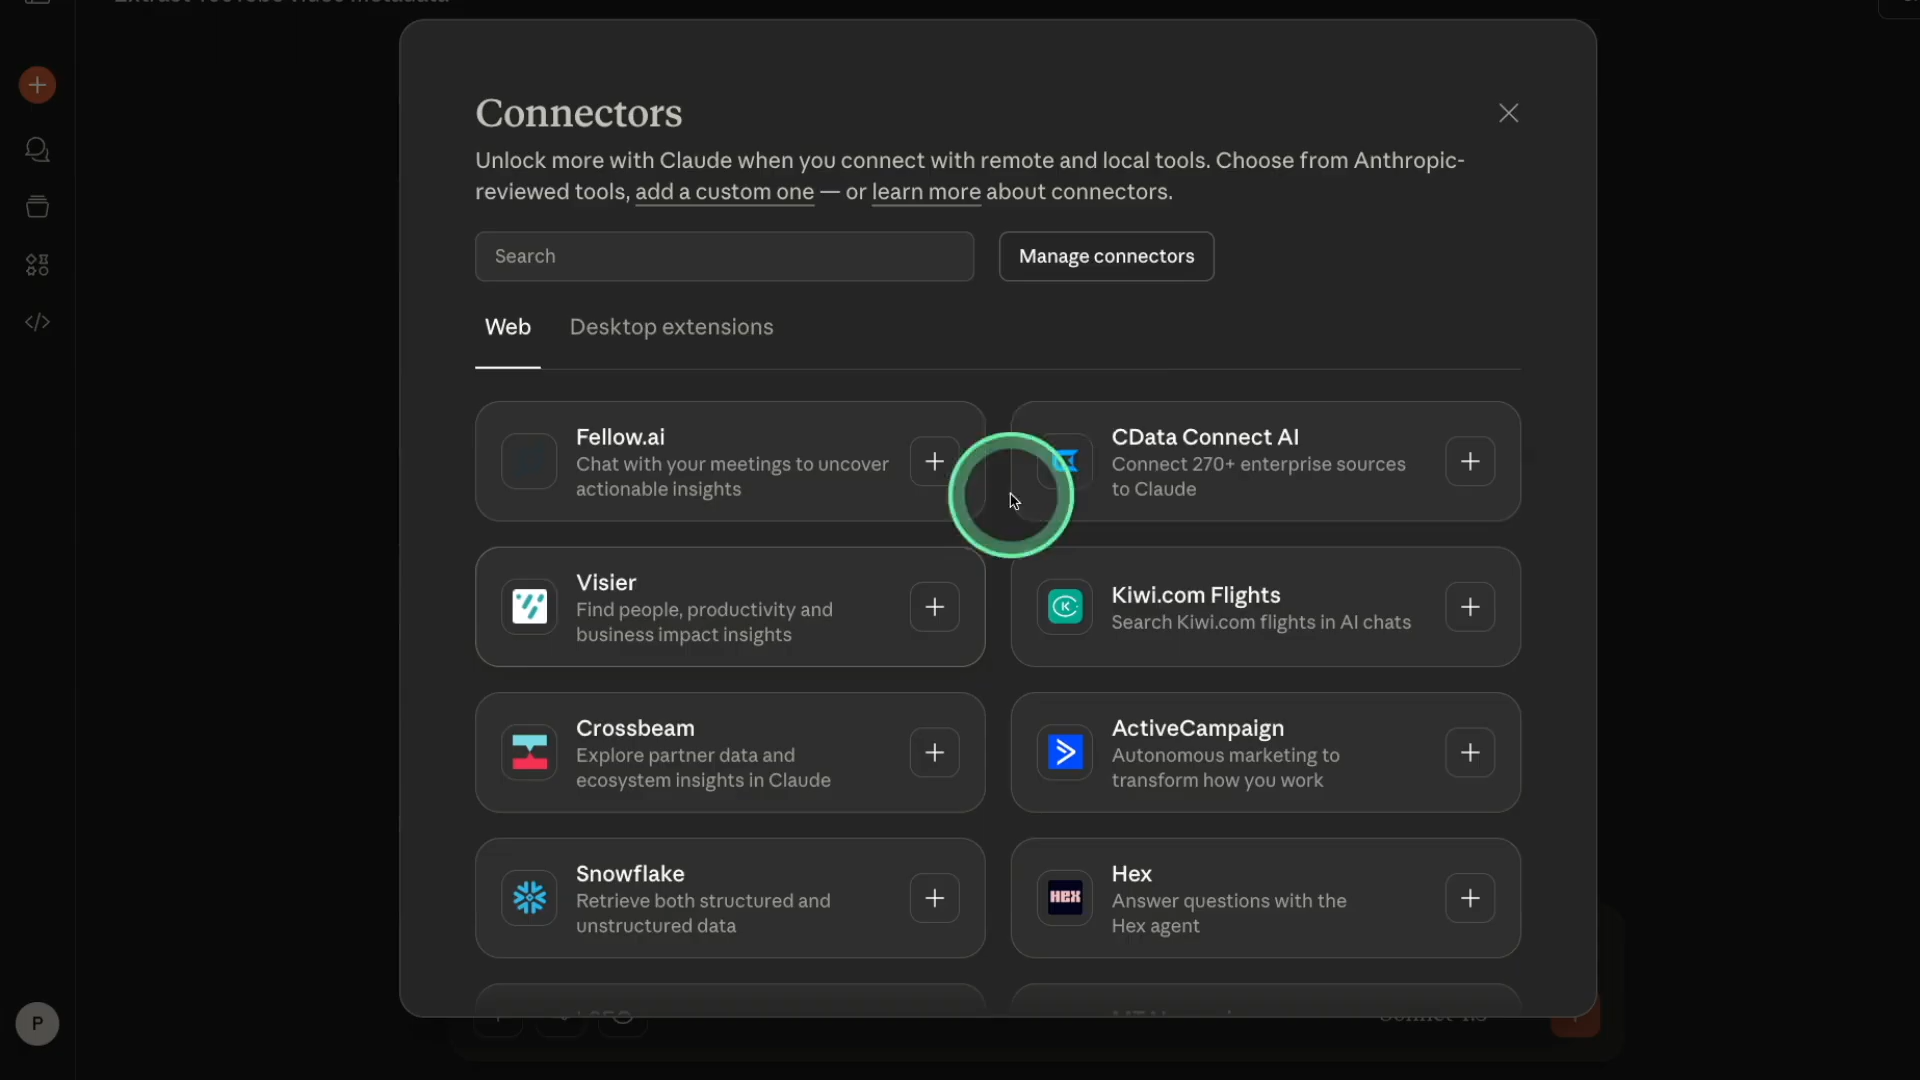 Connectors
Unlock more with Claude when you connect with remote and local tools. Choose from Anthropic-
reviewed tools, add a custom one — or learn more about connectors.
Search
Manage connectors
Web
Desktop extensions
Fellow.ai
Chat with your meetings to uncover
actionable insights
CData Connect AI
Connect 270+ enterprise sources
to Claude
Visier
Find people, productivity and
business impact insights
Kiwi.com Flights
Search Kiwi.com flights in AI chats
Crossbeam
Explore partner data and
ecosystem insights in Claude
ActiveCampaign
Autonomous marketing to
transform how you work
Snowflake
Retrieve both structured and
unstructured data
HEX
Hex
Answer questions with the
Hex agent
P